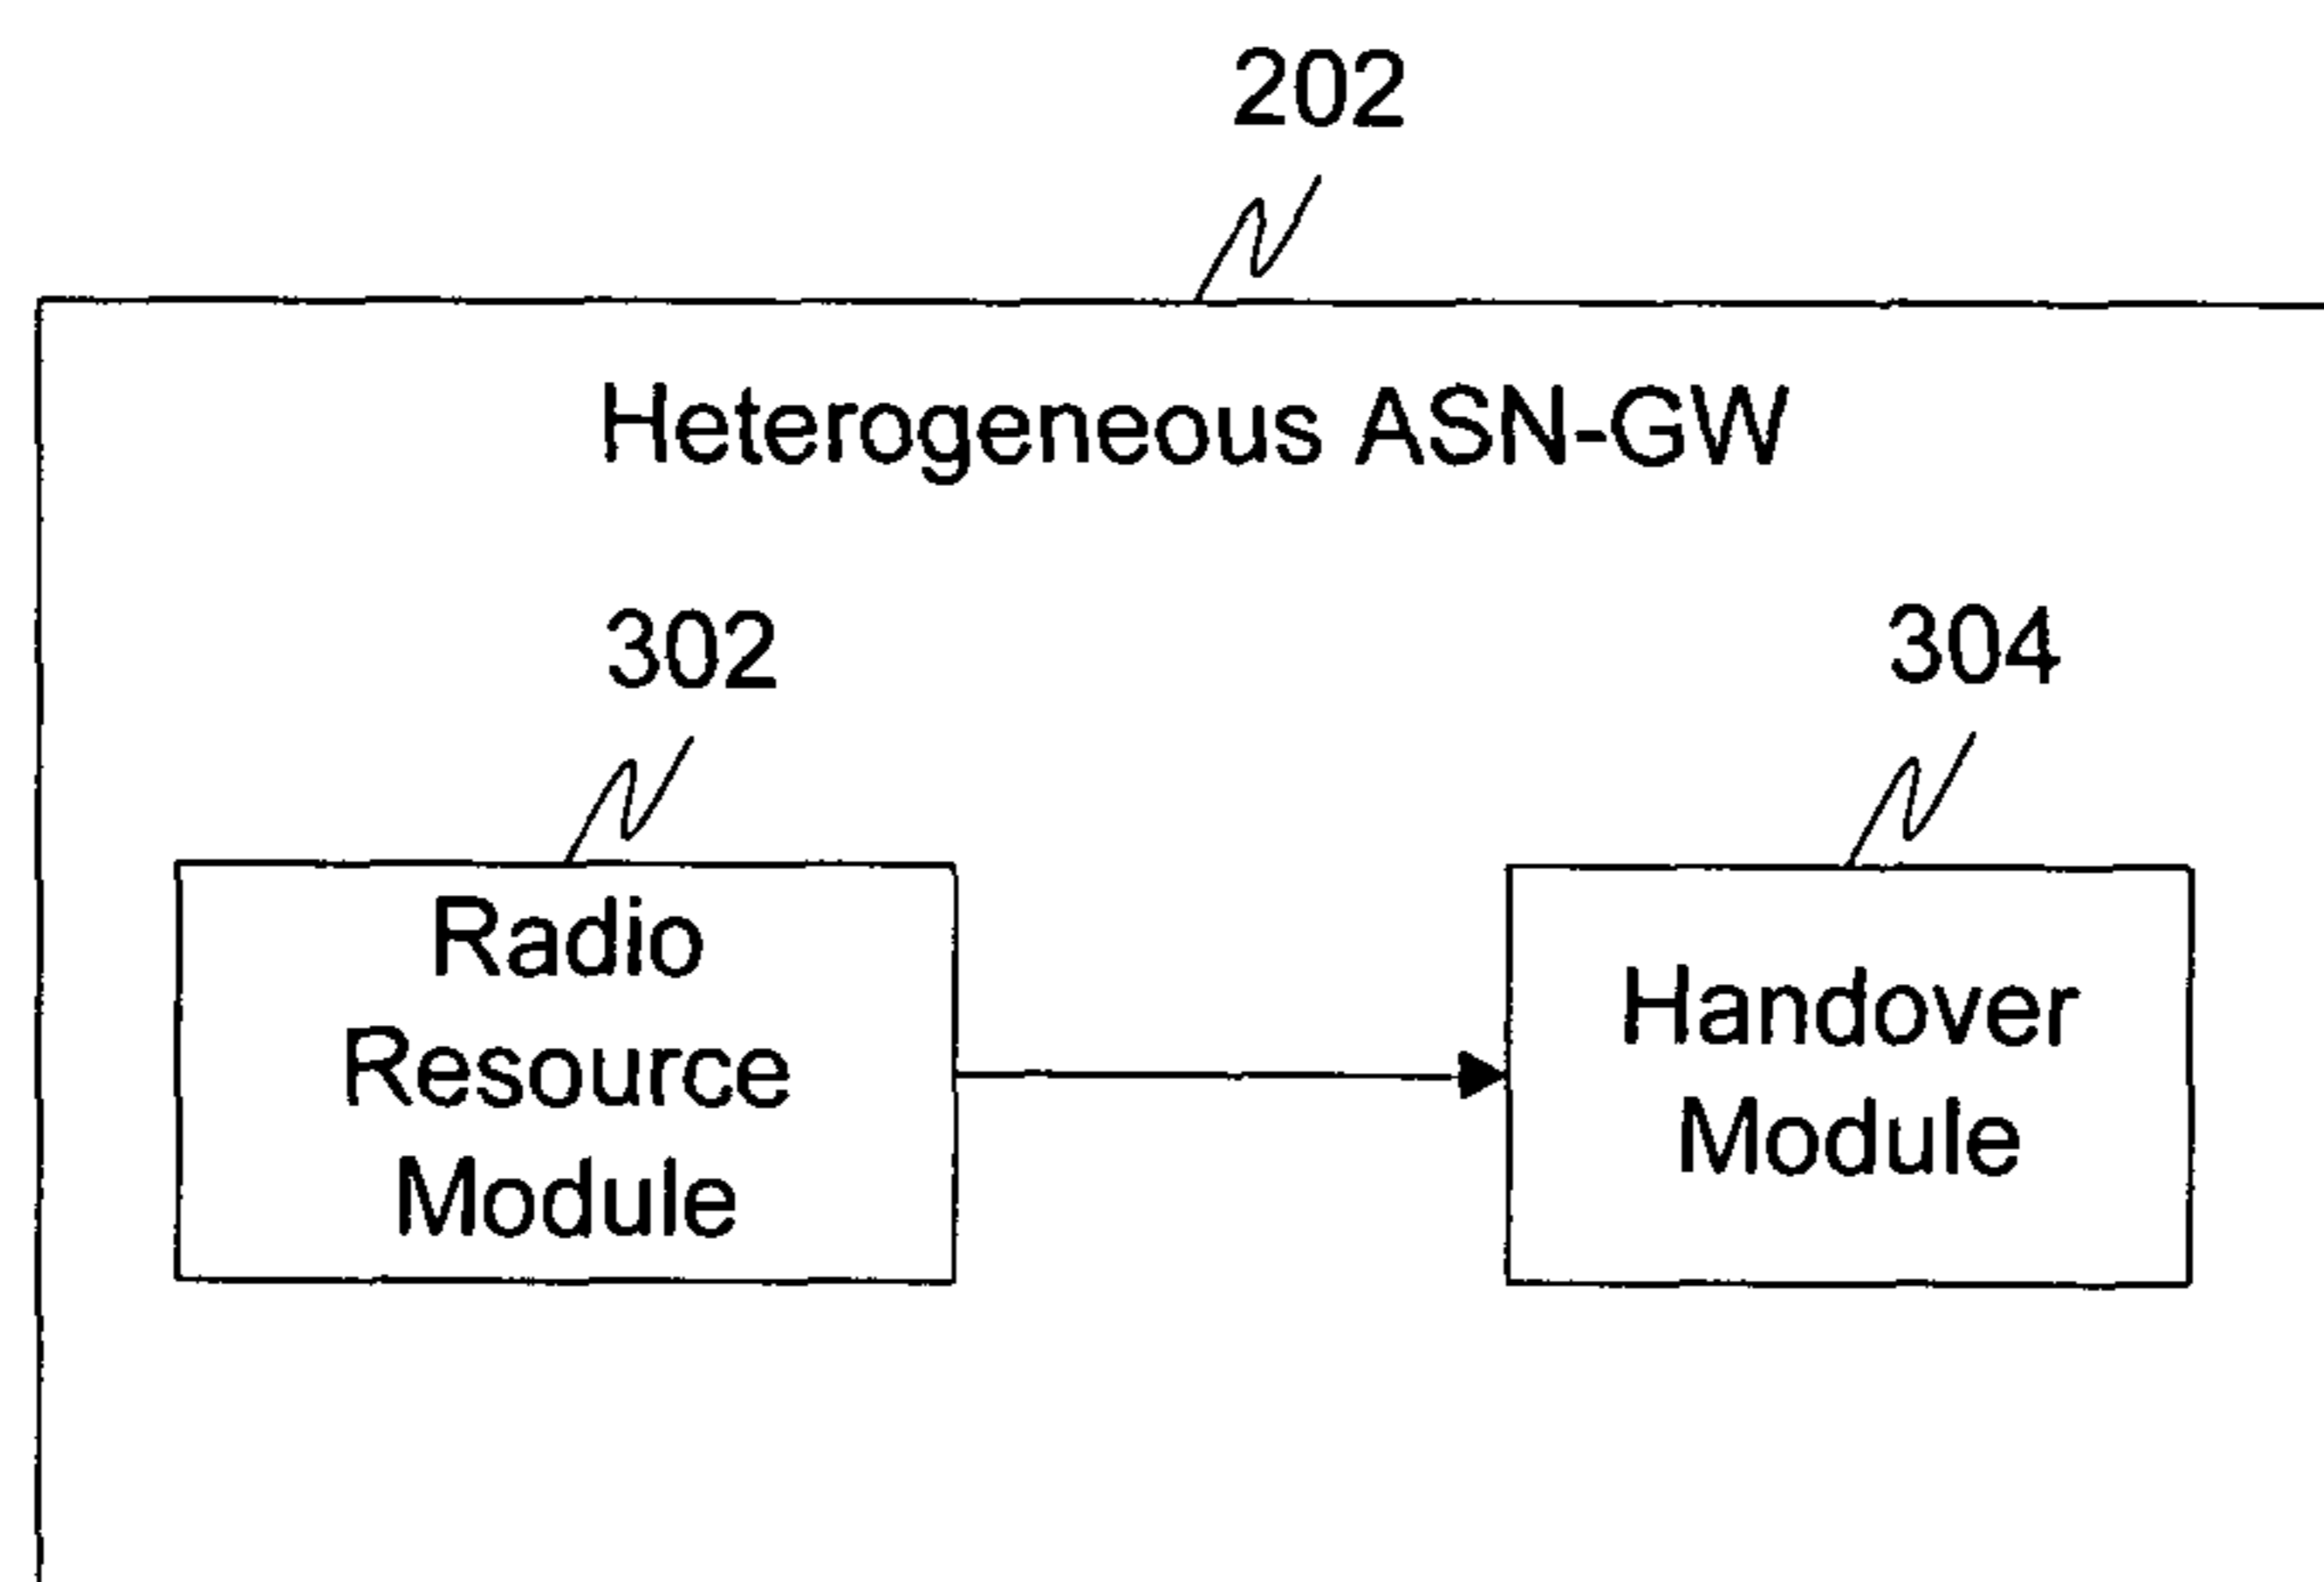 202
Heterogeneous ASN-GW
302
304
Radio
Resource
Module
Handover
Module